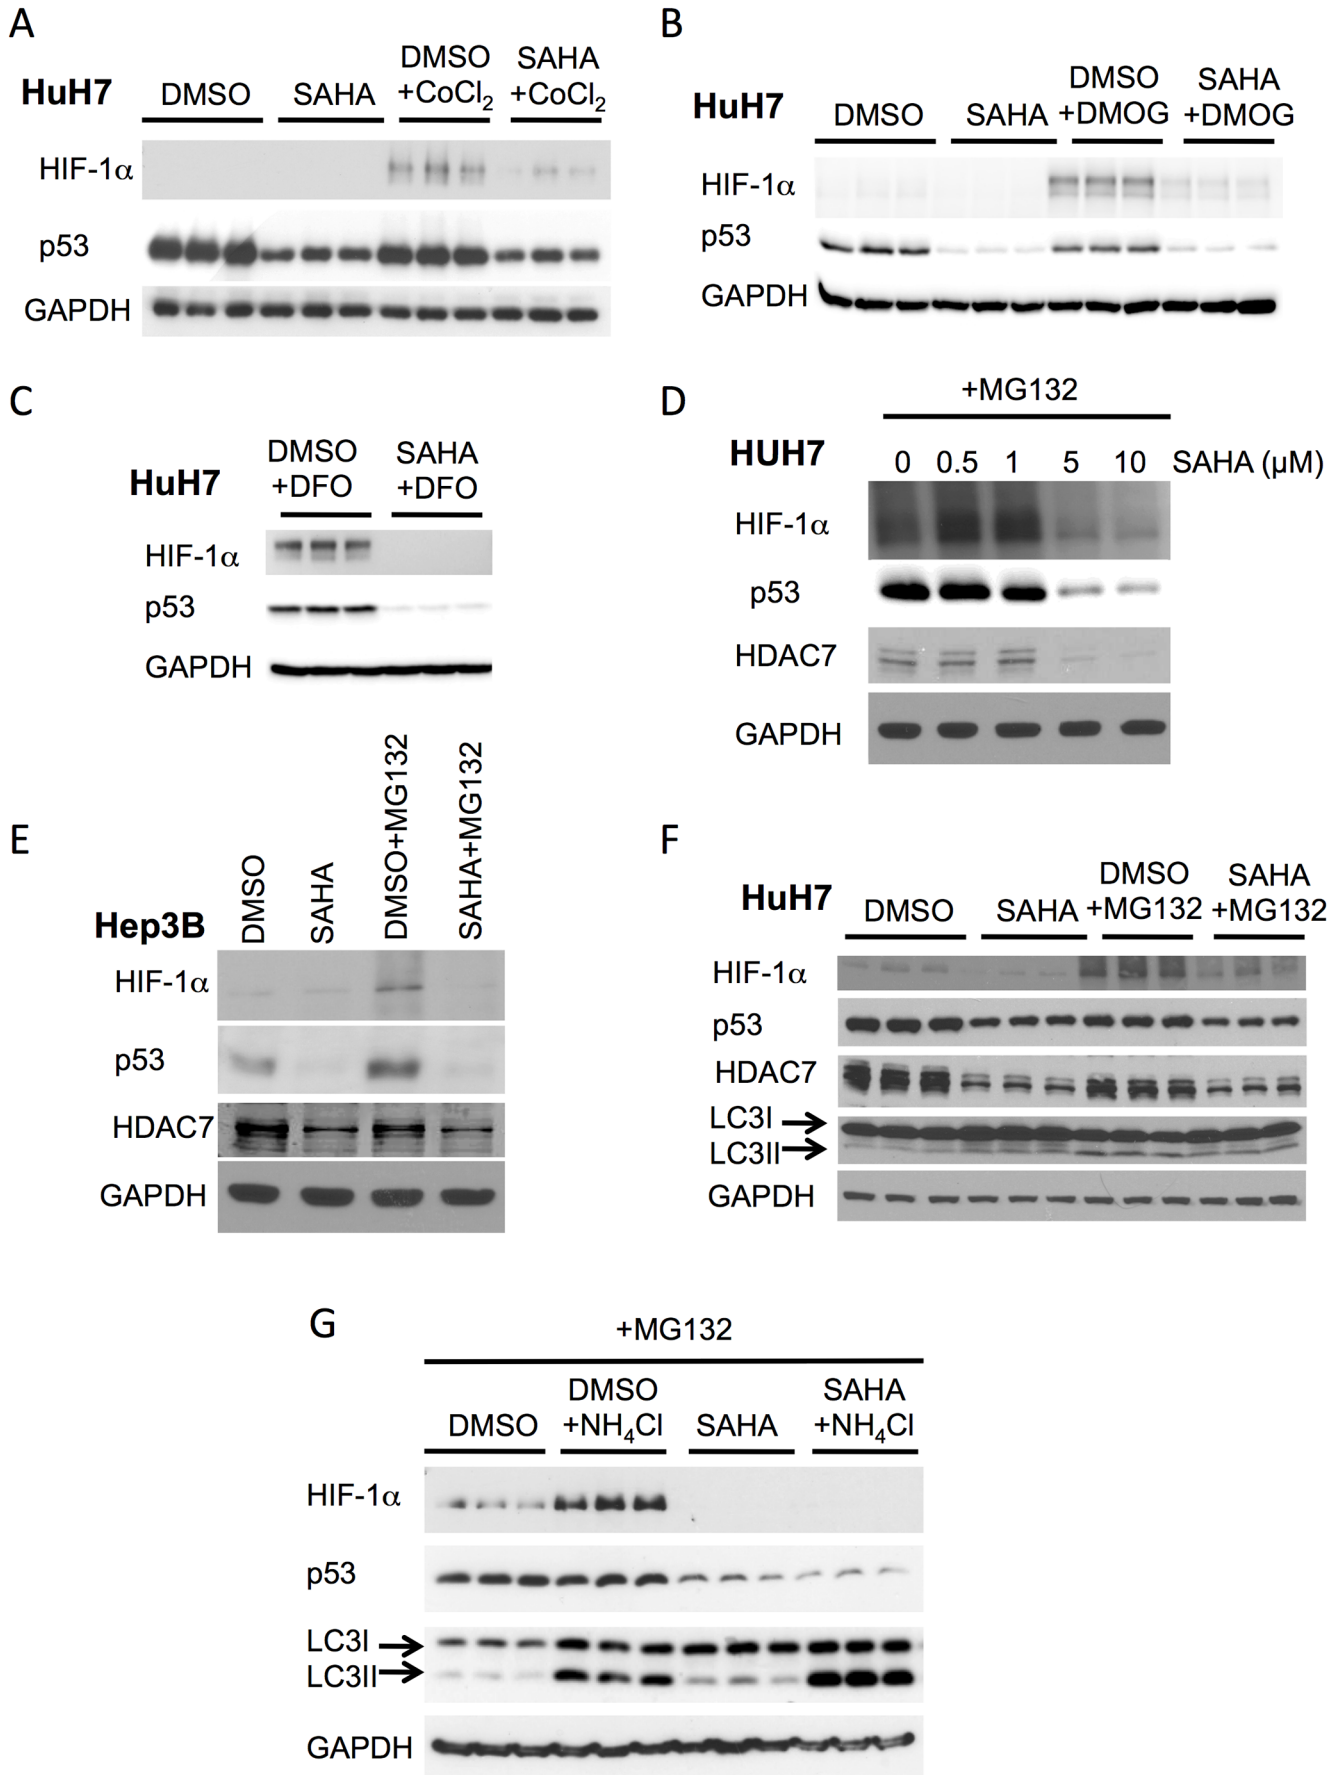 A
HuH7
DMSO
SAHA
DMSO
+CoCl₂
SAHA
+CoCl₂
HIF-1α
p53
GAPDH
B
HuH7
DMSO
SAHA
DMSO
+DMOG
SAHA
+DMOG
HIF-1α
p53
GAPDH
C
HuH7
DMSO
+DFO
SAHA
+DFO
HIF-1α
p53
GAPDH
D
+MG132
HUH7
0 0.5 1 5 10 SAHA (μM)
HIF-1α
p53
HDAC7
GAPDH
E
Hep3B
DMSO
SAHA
DMSO+MG132
SAHA+MG132
HIF-1α
p53
HDAC7
GAPDH
F
HuH7
DMSO
SAHA
DMSO
+MG132
SAHA
+MG132
HIF-1α
p53
HDAC7
LC3I
LC3II
GAPDH
G
+MG132
DMSO
DMSO
+NH₄Cl
SAHA
SAHA
+NH₄Cl
HIF-1α
p53
LC3I
LC3II
GAPDH